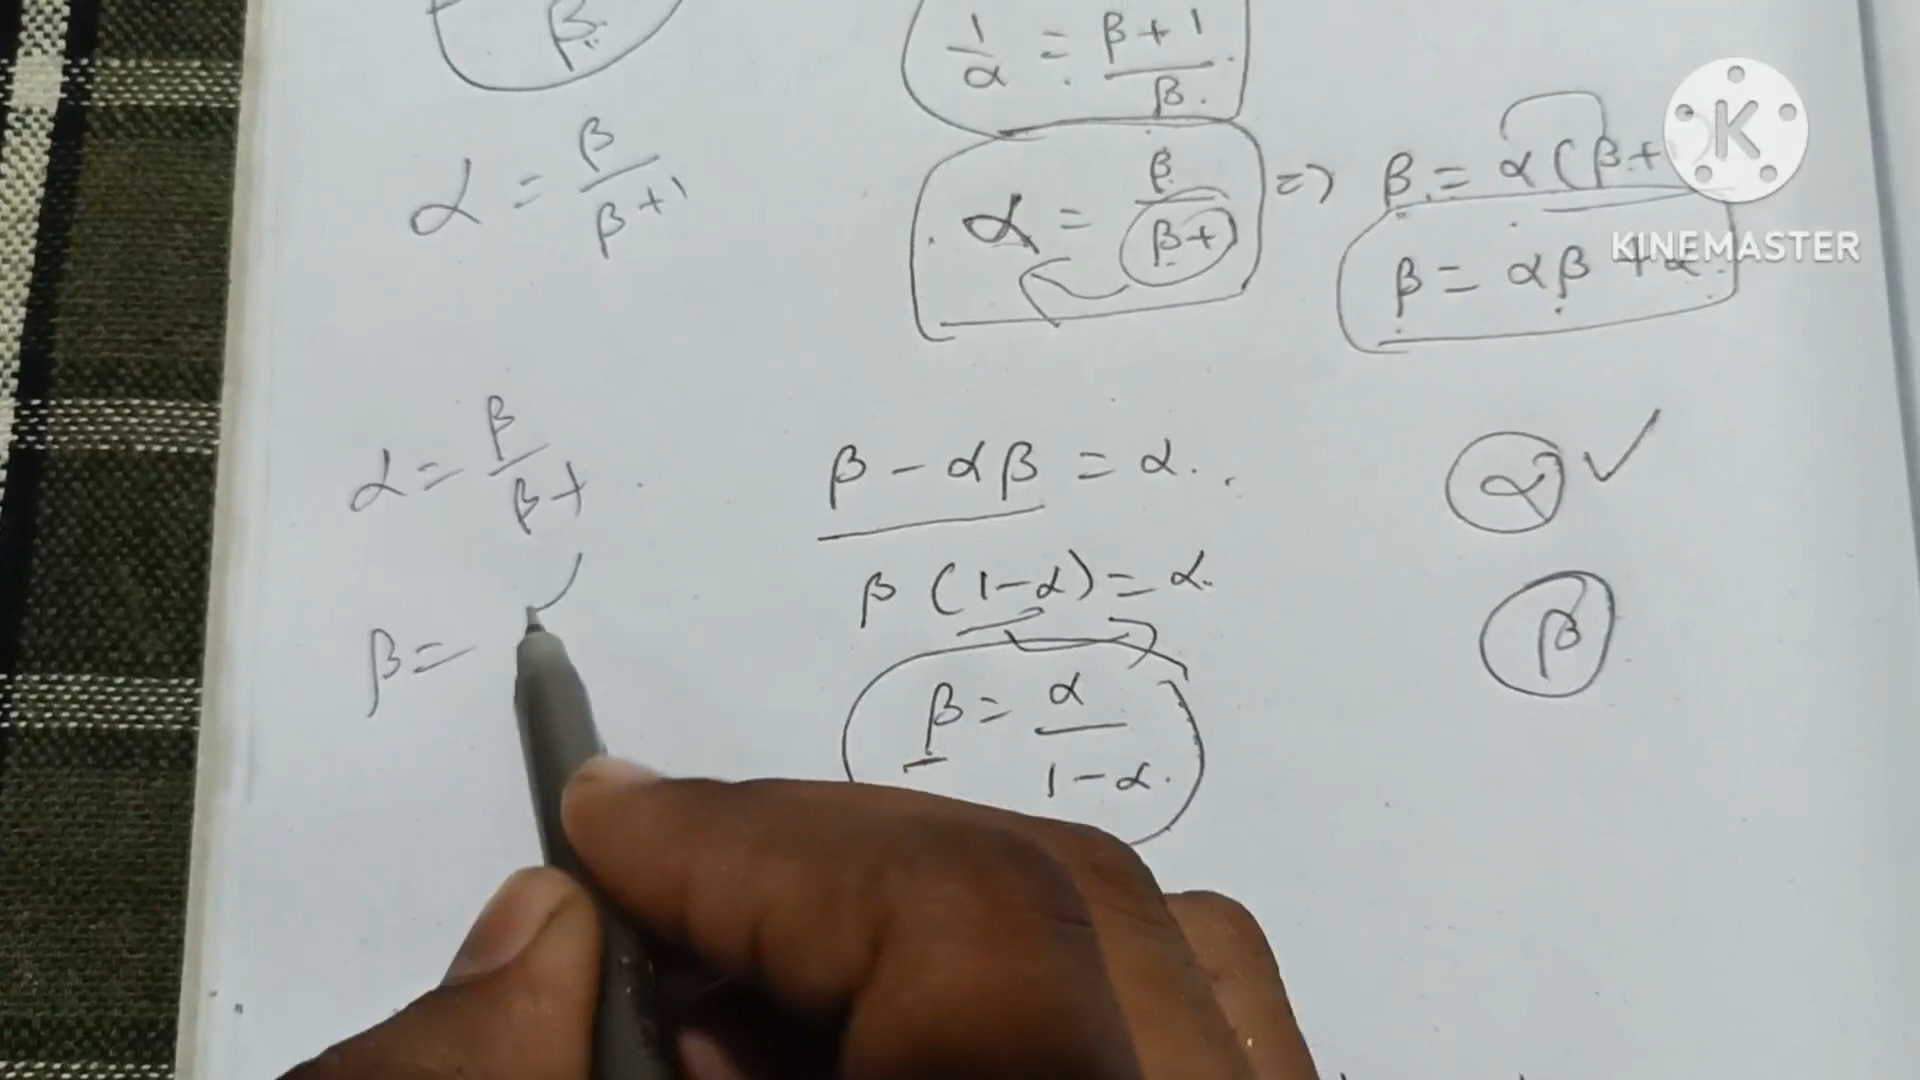 β
1/α = β + 1/β
α = β/β+1
α = β/β+ => β = α (β+
β = αβ + α
KINEMASTER
α = β/β+
β - αβ = α.
α ✓
β (1-α) = α.
β
β =
β = α/1-α.